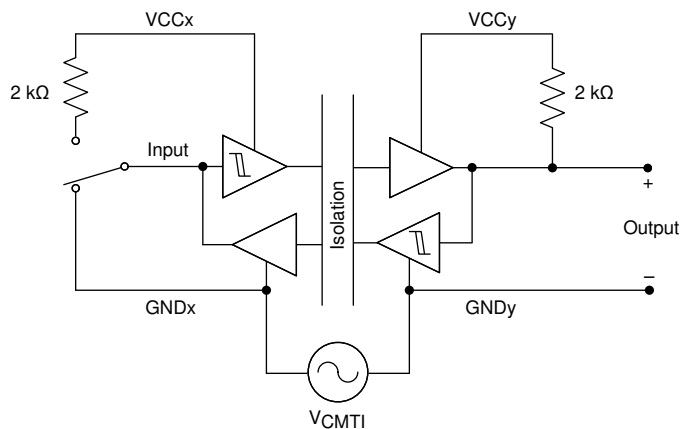 VCCx
VCCy
2 kΩ
2 kΩ
Input
Isolation
+
Output
–
GNDx
GNDy
VCMTI